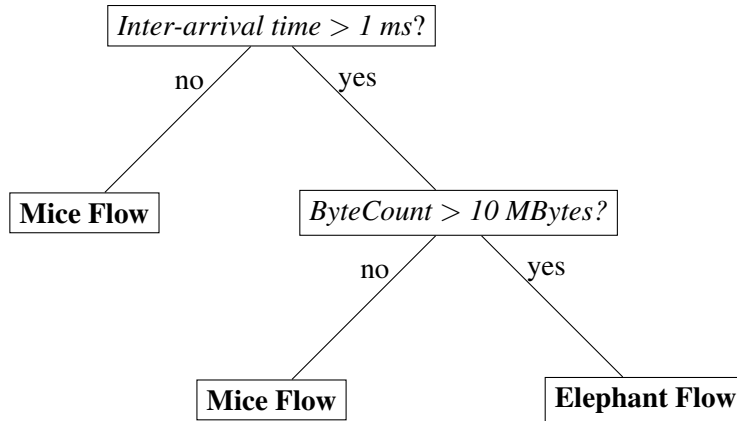 Inter-arrival time > 1 ms?
no
yes
Mice Flow
ByteCount > 10 MBytes?
no
yes
Mice Flow
Elephant Flow